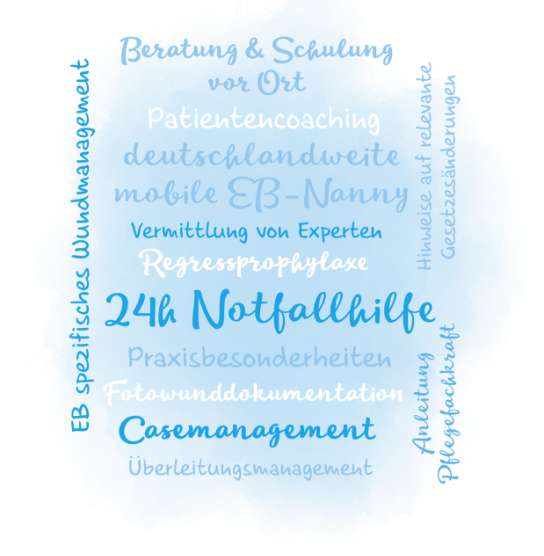 Beratung & Schulung
vor Ort
Patientencoaching
deutschlandweite
mobile EB-Nanny
Vermittlung von Experten
Regressprophylaxe
24h Notfallhilfe
Praxisbesonderheiten
Fotowunddokumentation
Casemanagement
Überleitungsmanagement
EB spezifisches Wundmanagement
Hinweise auf relevante
Gesetzesänderungen
Anleitung
Pflegefachkraft